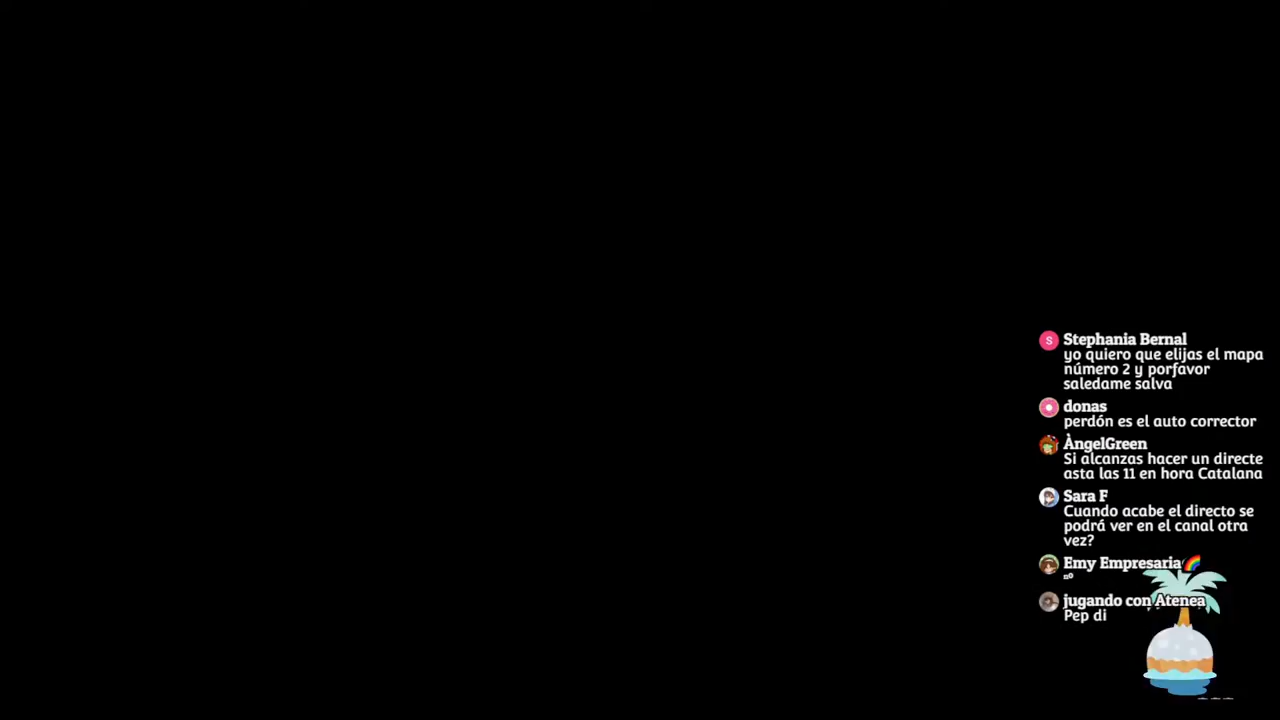 Stephania Bernal
yo quiero que elijas el mapa
número 2 y porfavor
saledame salva
donas
perdón es el auto corrector
ÀngelGreen
Si alcanzas hacer un directe
asta las 11 en hora Catalana
Sara F
Cuando acabe el directo se
podrá ver en el canal otra
vez?
Emy Empresaria🌈
nº
jugando con Atenea
Pep di